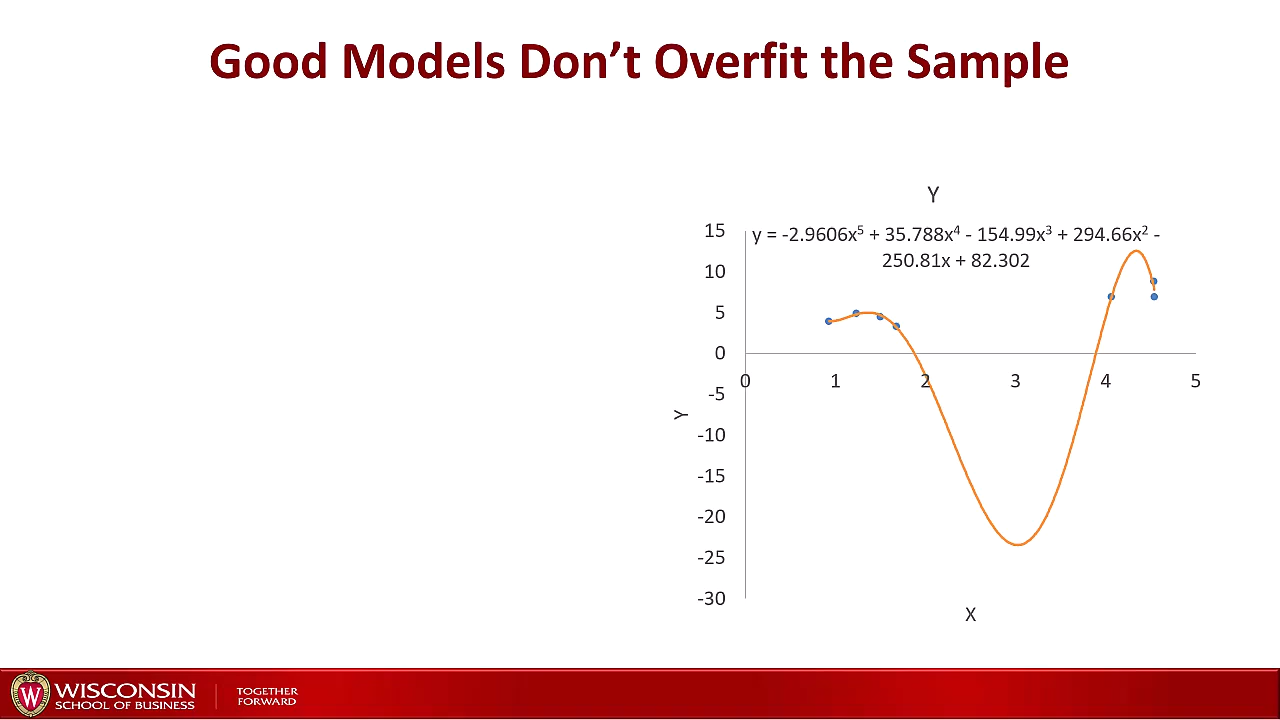 Good Models Don’t Overfit the Sample
Y
15
y = -2.9606x⁵ + 35.788x⁴ - 154.99x³ + 294.66x² -
250.81x + 82.302
10
5
0
0 1 2 3 4 5
-5
Y
-10
-15
-20
-25
-30
X
W WISCONSIN
SCHOOL OF BUSINESS
TOGETHER
FORWARD